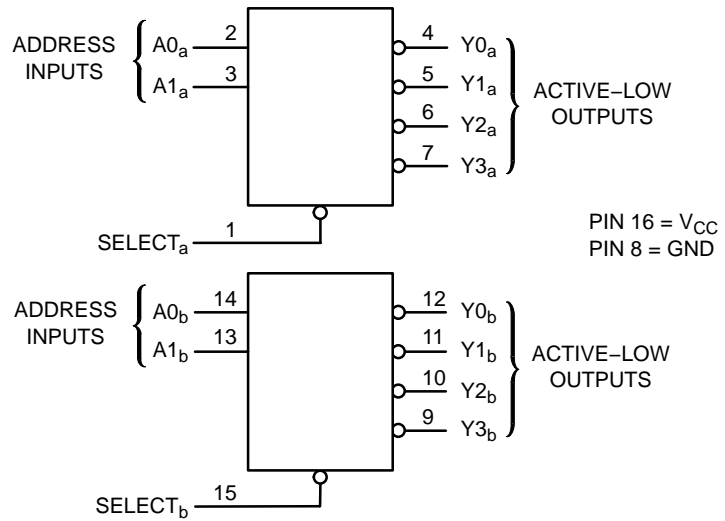 ADDRESS
INPUTS
A0a 2
A1a 3
4 Y0a
5 Y1a
6 Y2a
7 Y3a
ACTIVE–LOW
OUTPUTS
SELECTa 1
PIN 16 = VCC
PIN 8 = GND
ADDRESS
INPUTS
A0b 14
A1b 13
12 Y0b
11 Y1b
10 Y2b
9 Y3b
ACTIVE–LOW
OUTPUTS
SELECTb 15